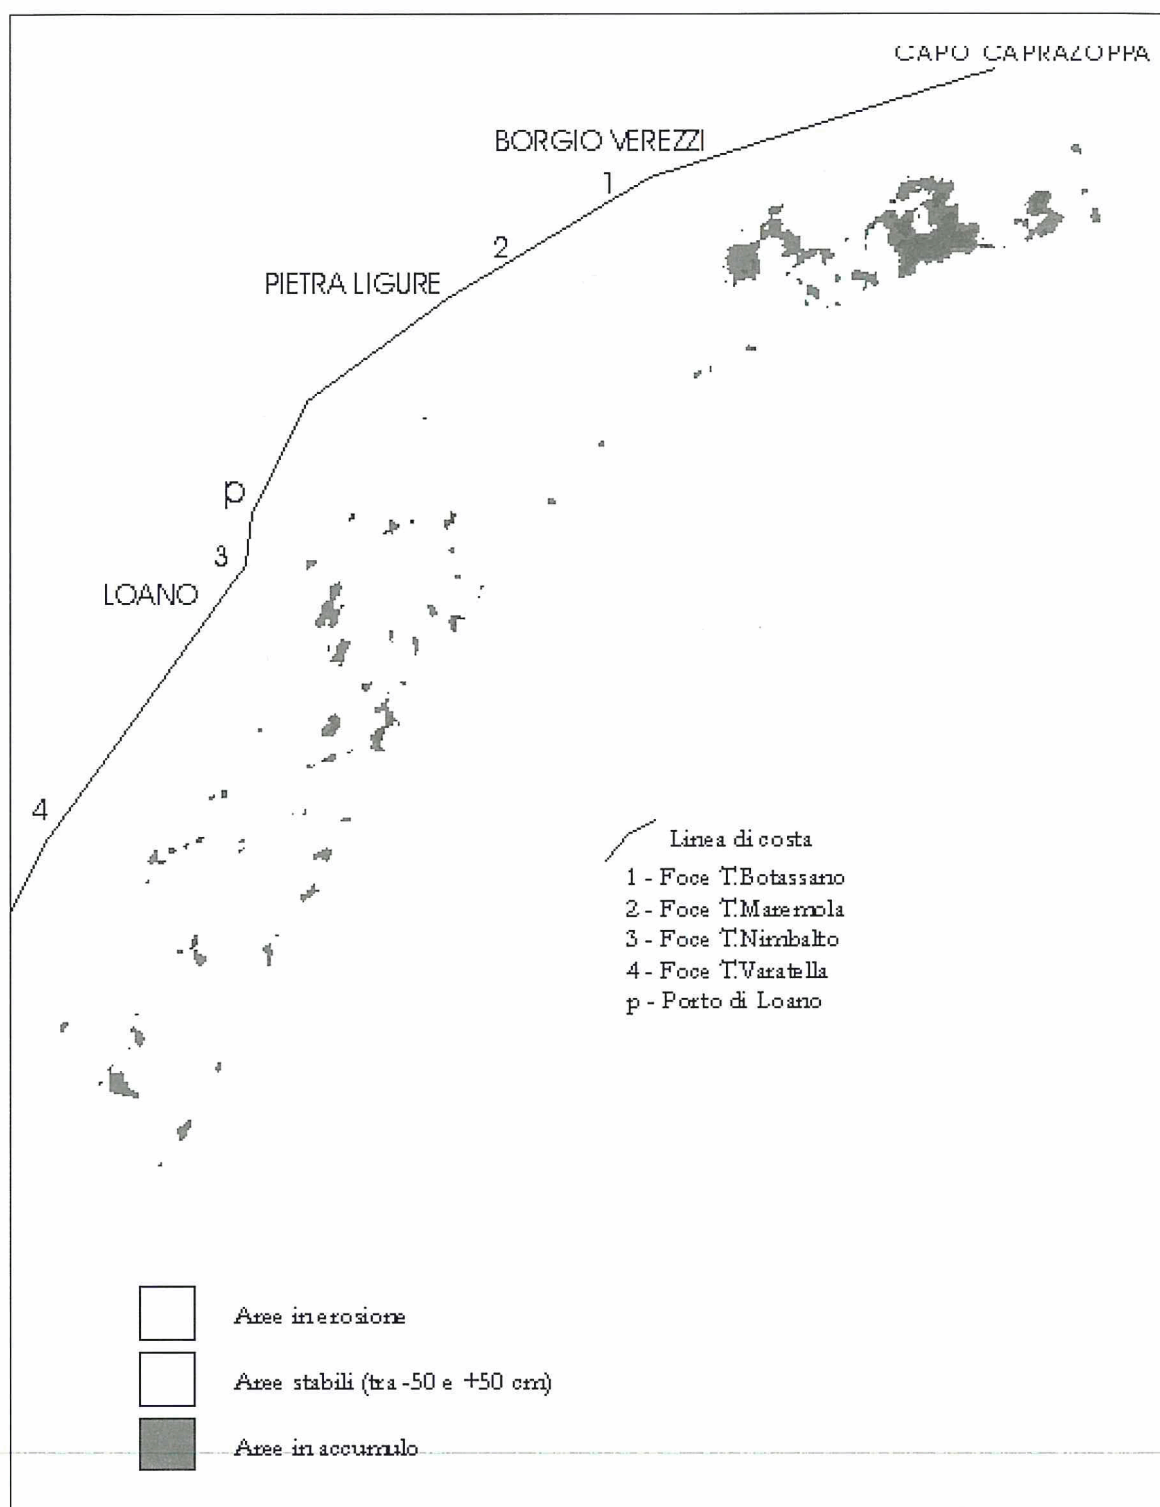 CAPO CAPRAZOPPA
BORGIO VEREZZI
1
2
PIETRA LIGURE
p
3
LOANO
4
Linea di costa
1 - Foce T.Botassano
2 - Foce T.Maremola
3 - Foce T.Nimbalto
4 - Foce T.Varatella
p - Porto di Loano
Aree in erosione
Aree stabili (tra -50 e +50 cm)
Aree in accumulo